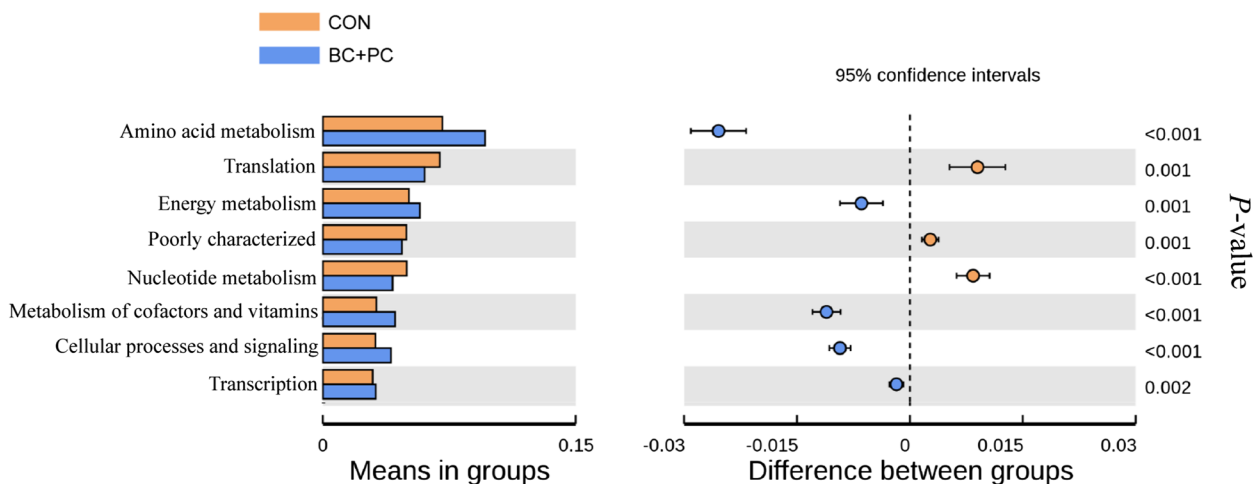 CON
BC+PC
95% confidence intervals
Amino acid metabolism
<0.001
Translation
0.001
Energy metabolism
0.001
Poorly characterized
0.001
Nucleotide metabolism
<0.001
Metabolism of cofactors and vitamins
<0.001
Cellular processes and signaling
<0.001
Transcription
0.002
P-value
0 0.15
-0.03 -0.015 0 0.015 0.03
Means in groups
Difference between groups